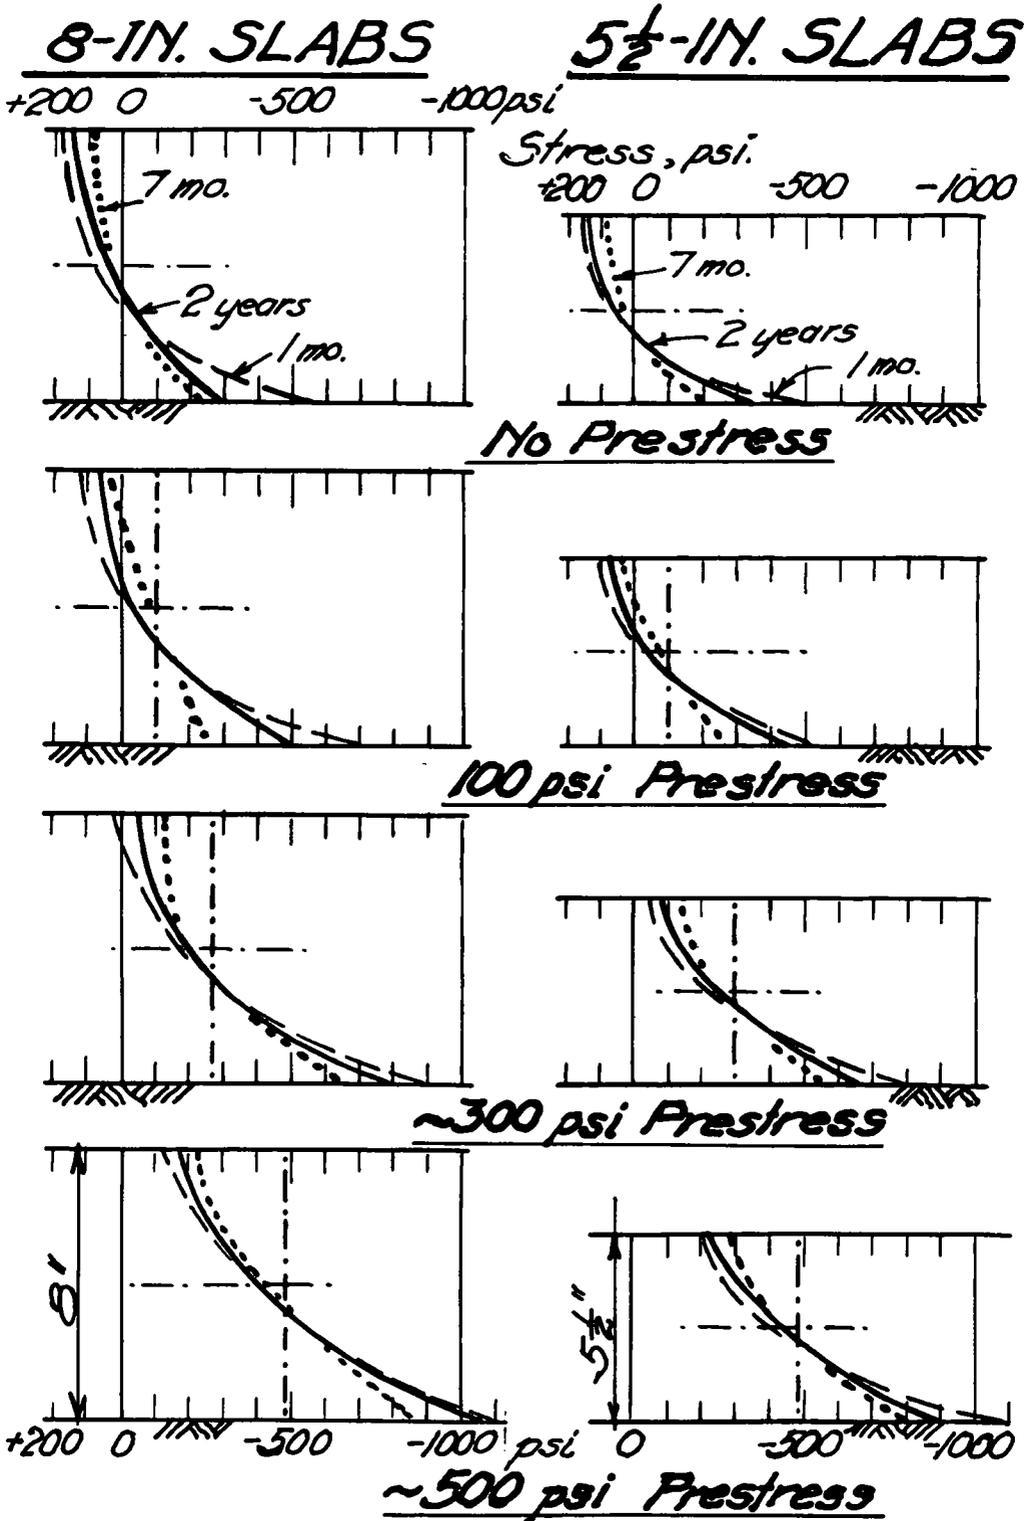 8-IN. SLABS
5½-IN. SLABS
+200 0 -500 -1000psi
Stress, psi.
+200 0 -500 -1000
7 mo.
2 years
1 mo.
7 mo.
2 years
1 mo.
No Prestress
100 psi Prestress
~300 psi Prestress
8"
5½"
+200 0 -500 -1000 psi
0 -500 -1000
~500 psi Prestress